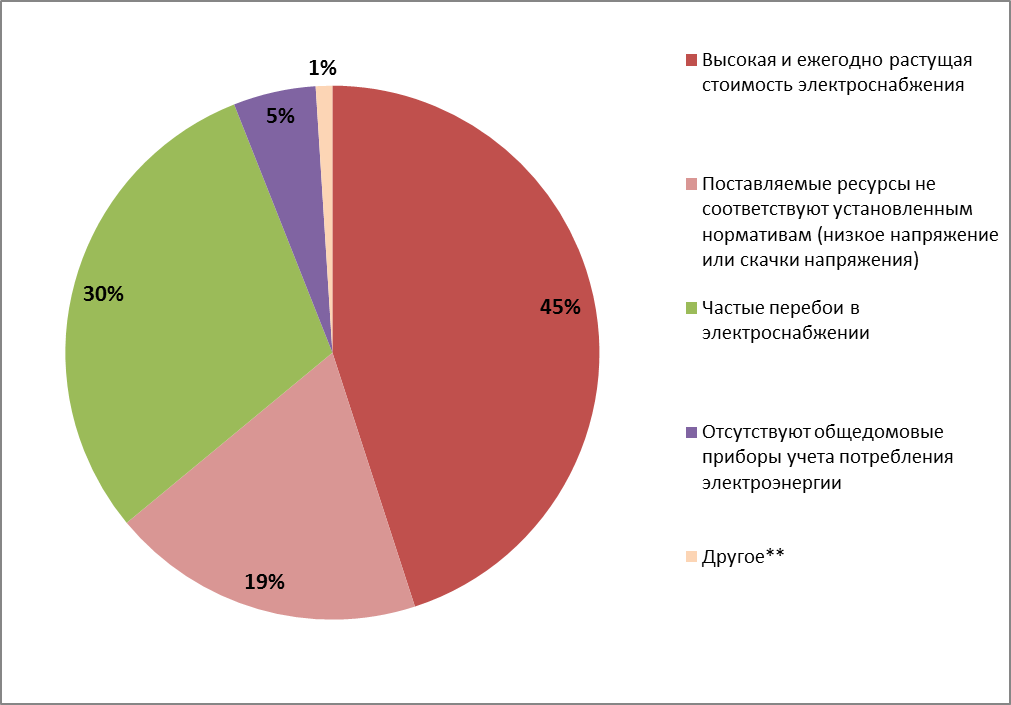 1%
5%
30%
45%
19%
Высокая и ежегодно растущая
стоимость электроснабжения
Поставляемые ресурсы не
соответствуют установленным
нормативам (низкое напряжение
или скачки напряжения)
Частые перебои в
электроснабжении
Отсутствуют общедомовые
приборы учета потребления
электроэнергии
Другое**